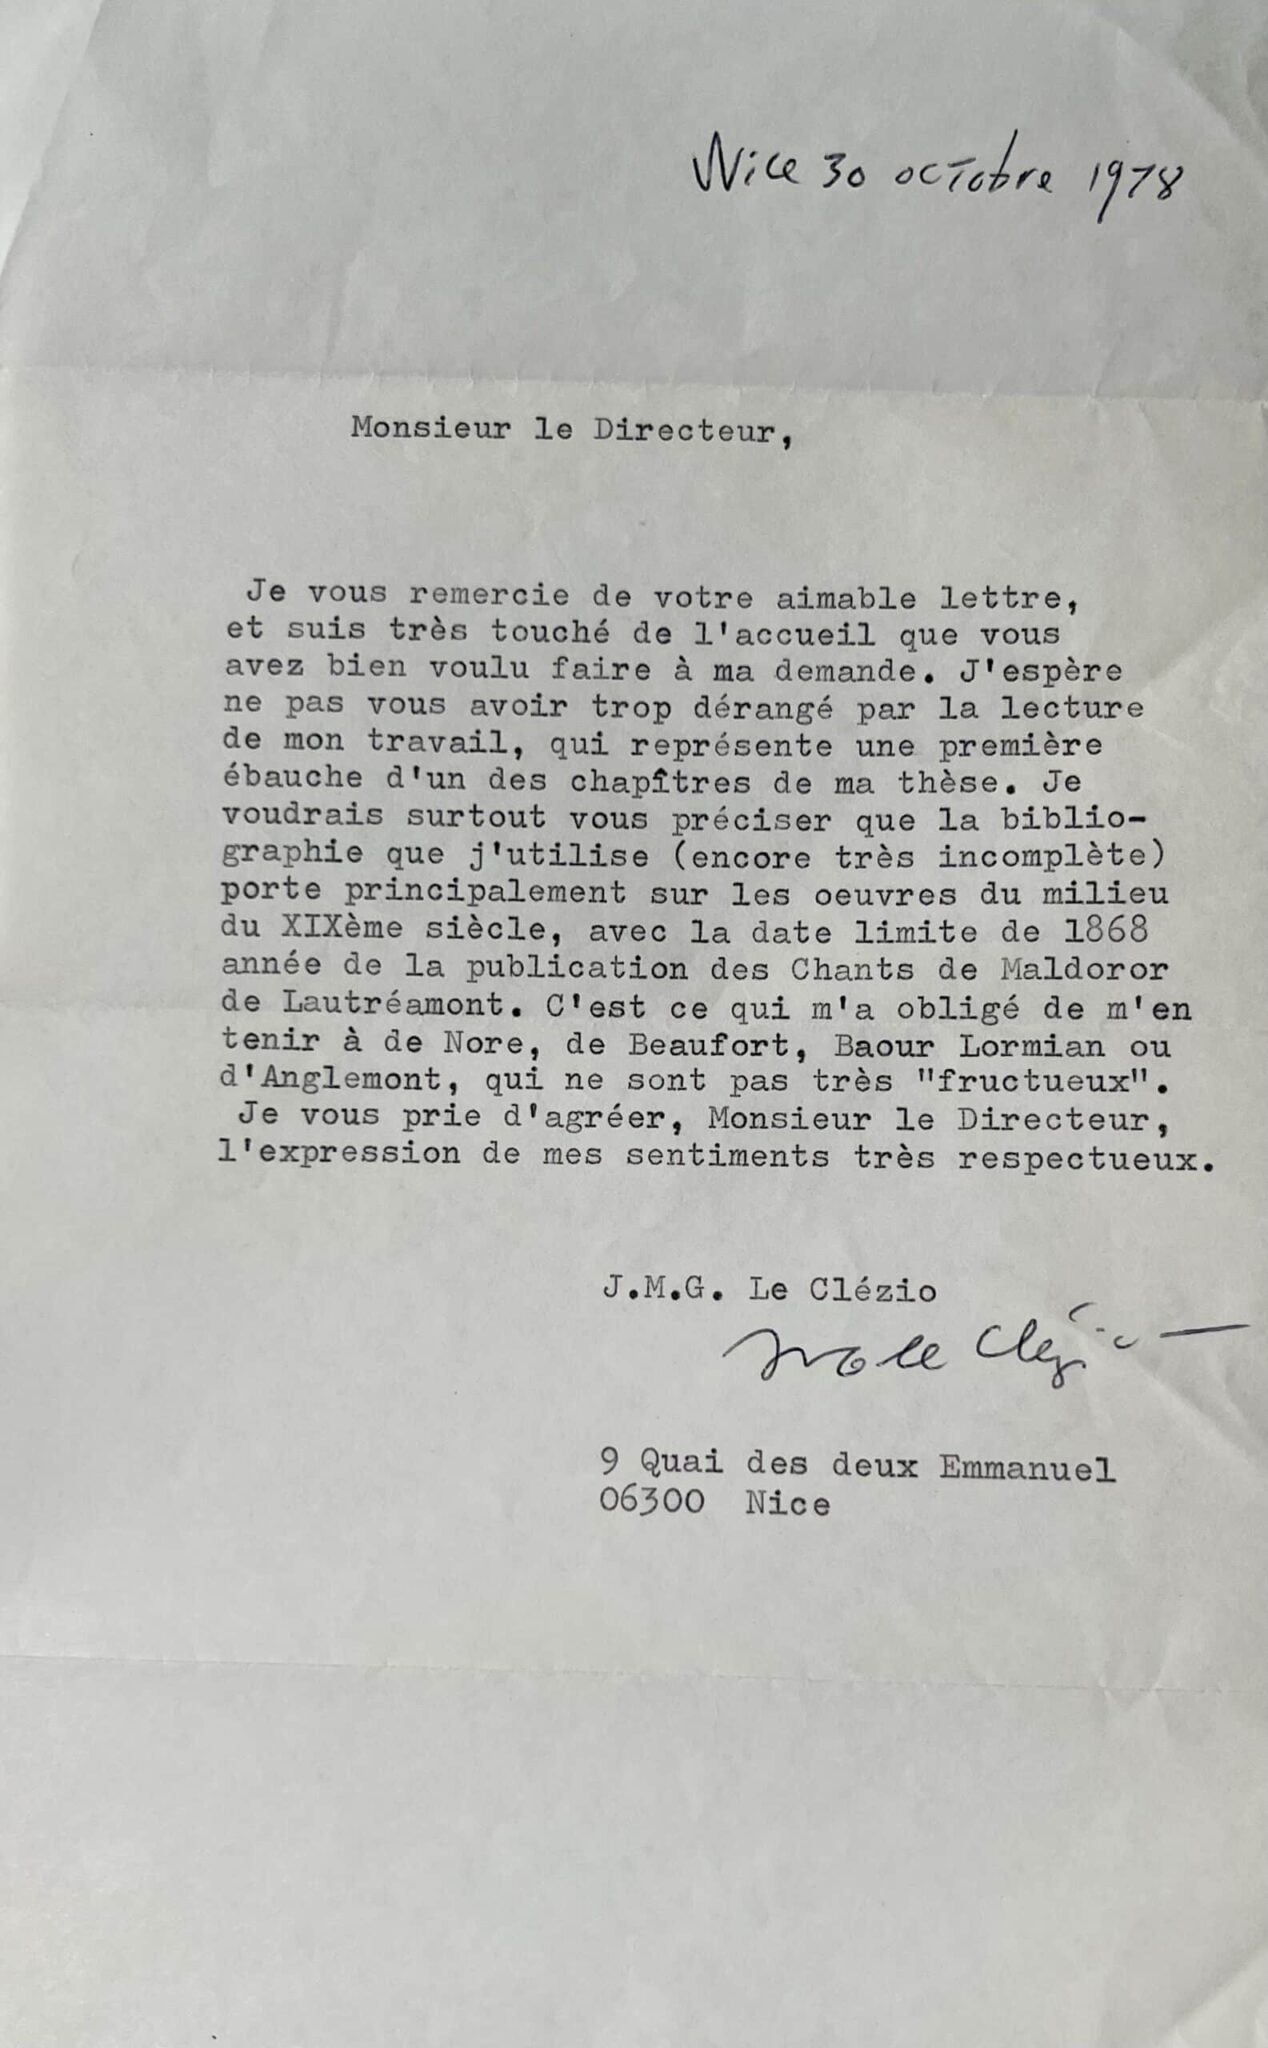 Nice 30 octobre 1978
Monsieur le Directeur,
Je vous remercie de votre aimable lettre,
et suis très touché de l'accueil que vous
avez bien voulu faire à ma demande. J'espère
ne pas vous avoir trop dérangé par la lecture
de mon travail, qui représente une première
ébauche d'un des chapîtres de ma thèse. Je
voudrais surtout vous préciser que la biblio-
graphie que j'utilise (encore très incomplète)
porte principalement sur les oeuvres du milieu
du XIXème siècle, avec la date limite de 1868
année de la publication des Chants de Maldoror
de Lautréamont. C'est ce qui m'a obligé de m'en
tenir à de Nore, de Beaufort, Baour Lormian ou
d'Anglemont, qui ne sont pas très "fructueux".
Je vous prie d'agréer, Monsieur le Directeur,
l'expression de mes sentiments très respectueux.
J.M.G. Le Clézio
le Clézio
9 Quai des deux Emmanuel
06300 Nice